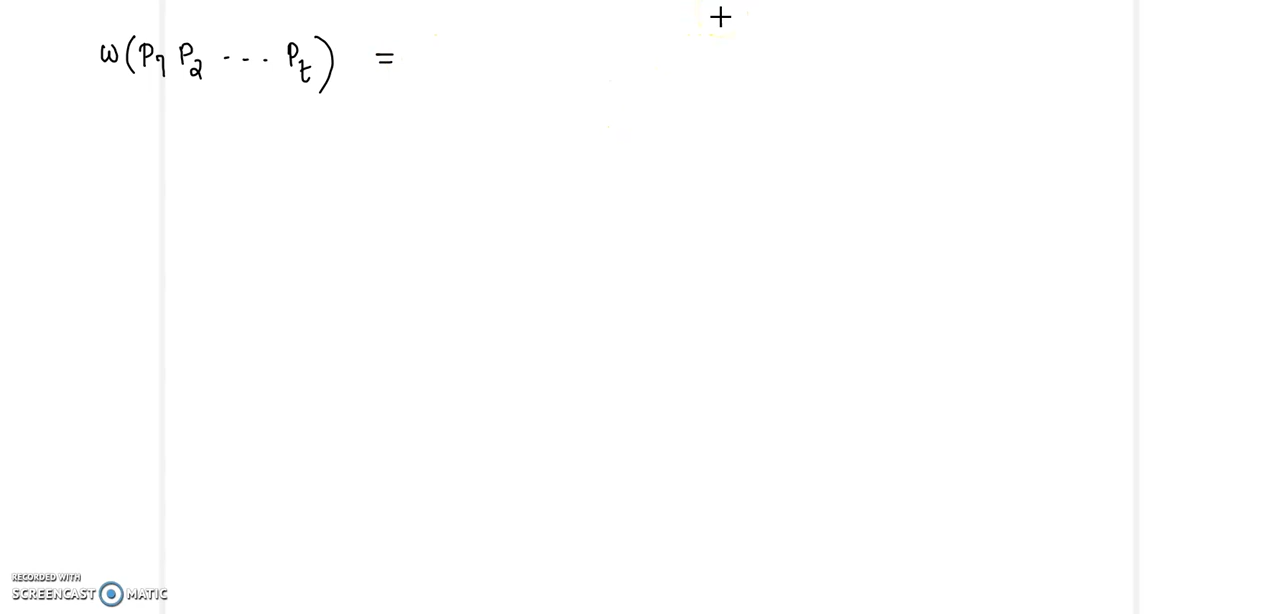 ω(P₁ P₂ --- Pₜ) =
RECORDED WITH
SCREENCAST MATIC